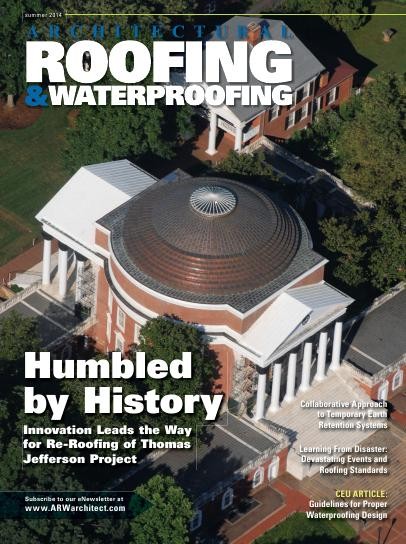 summer 2014
ARCHITECTURAL
ROOFING
&WATERPROOFING
Humbled
by History
Innovation Leads the Way
for Re-Roofing of Thomas
Jefferson Project
Collaborative Approach
to Temporary Earth
Retention Systems
Learning From Disaster:
Devastating Events and
Roofing Standards
CEU ARTICLE:
Guidelines for Proper
Waterproofing Design
Subscribe to our eNewsletter at
www.ARWarchitect.com